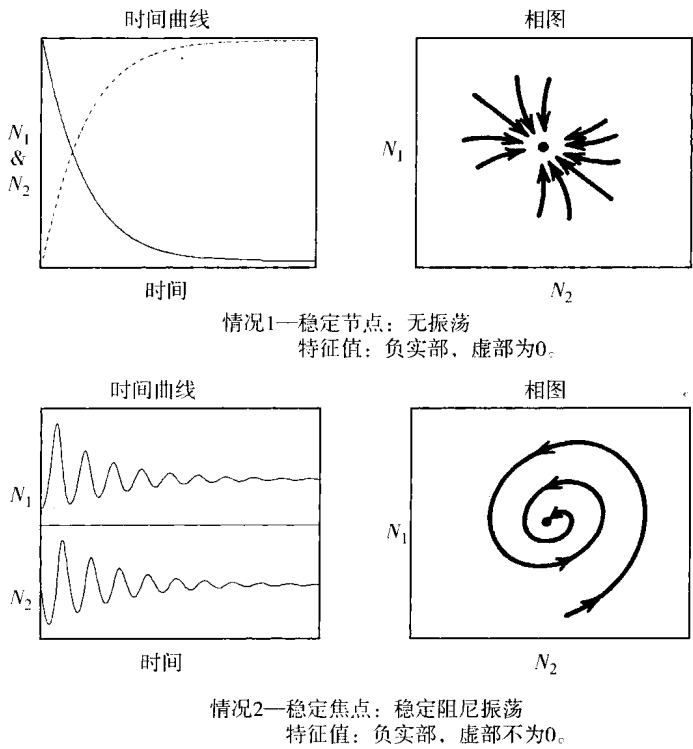 时间曲线
相图
N₁
&
N₂
N₁
时间
N₂
情况1—稳定节点：无振荡
特征值：负实部，虚部为0。
时间曲线
相图
N₁
N₂
N₁
时间
N₂
情况2—稳定焦点：稳定阻尼振荡
特征值：负实部，虚部不为0。